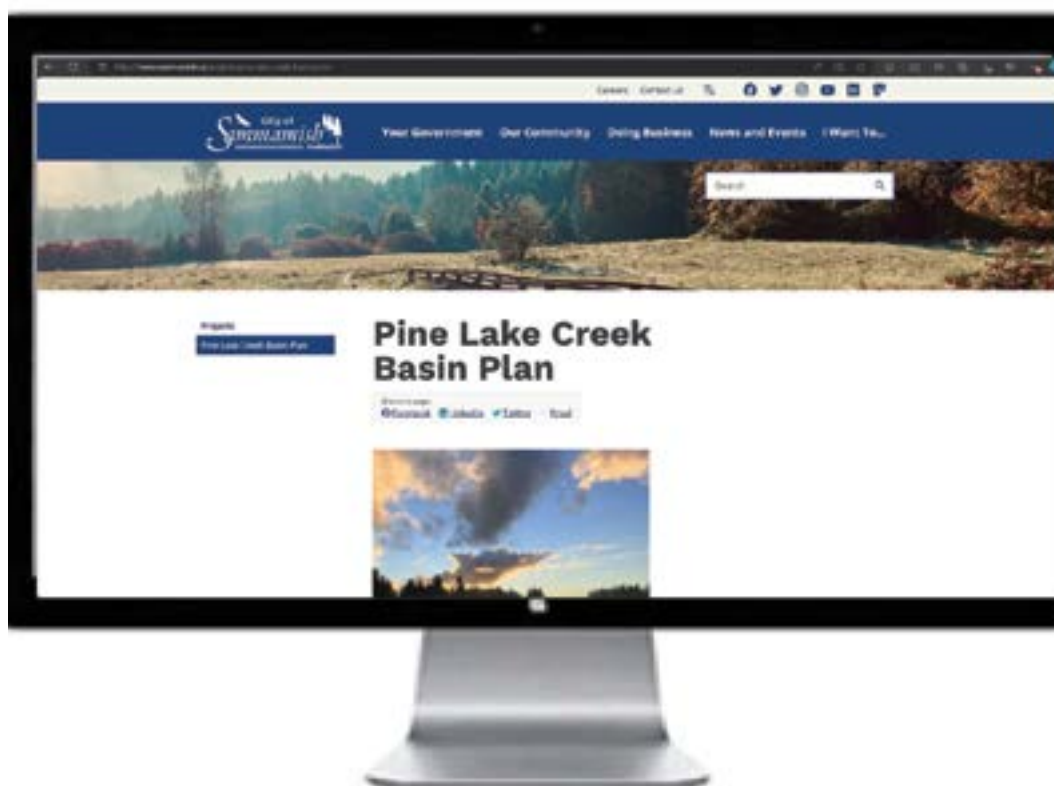 Careers Contact us
City of
Sammamish
Your Government Our Community Doing Business News and Events I Want To...
Search
Projects
Pine Lake Creek Basin Plan
Pine Lake Creek
Basin Plan
Facebook LinkedIn Twitter Email